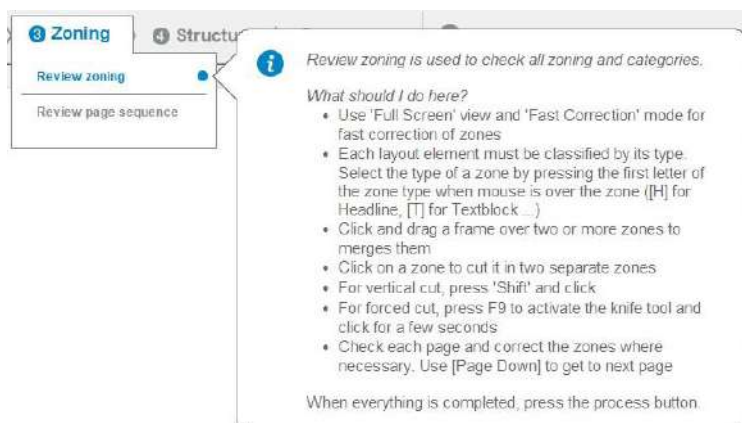 3 Zoning
4 Structu
Review zoning
Review page sequence
i
Review zoning is used to check all zoning and categories.
What should I do here?
• Use 'Full Screen' view and 'Fast Correction' mode for
fast correction of zones
• Each layout element must be classified by its type.
Select the type of a zone by pressing the first letter of
the zone type when mouse is over the zone ([H] for
Headline, [T] for Textblock ...)
• Click and drag a frame over two or more zones to
merges them
• Click on a zone to cut it in two separate zones
• For vertical cut, press 'Shift' and click
• For forced cut, press F9 to activate the knife tool and
click for a few seconds
• Check each page and correct the zones where
necessary. Use [Page Down] to get to next page
When everything is completed, press the process button.